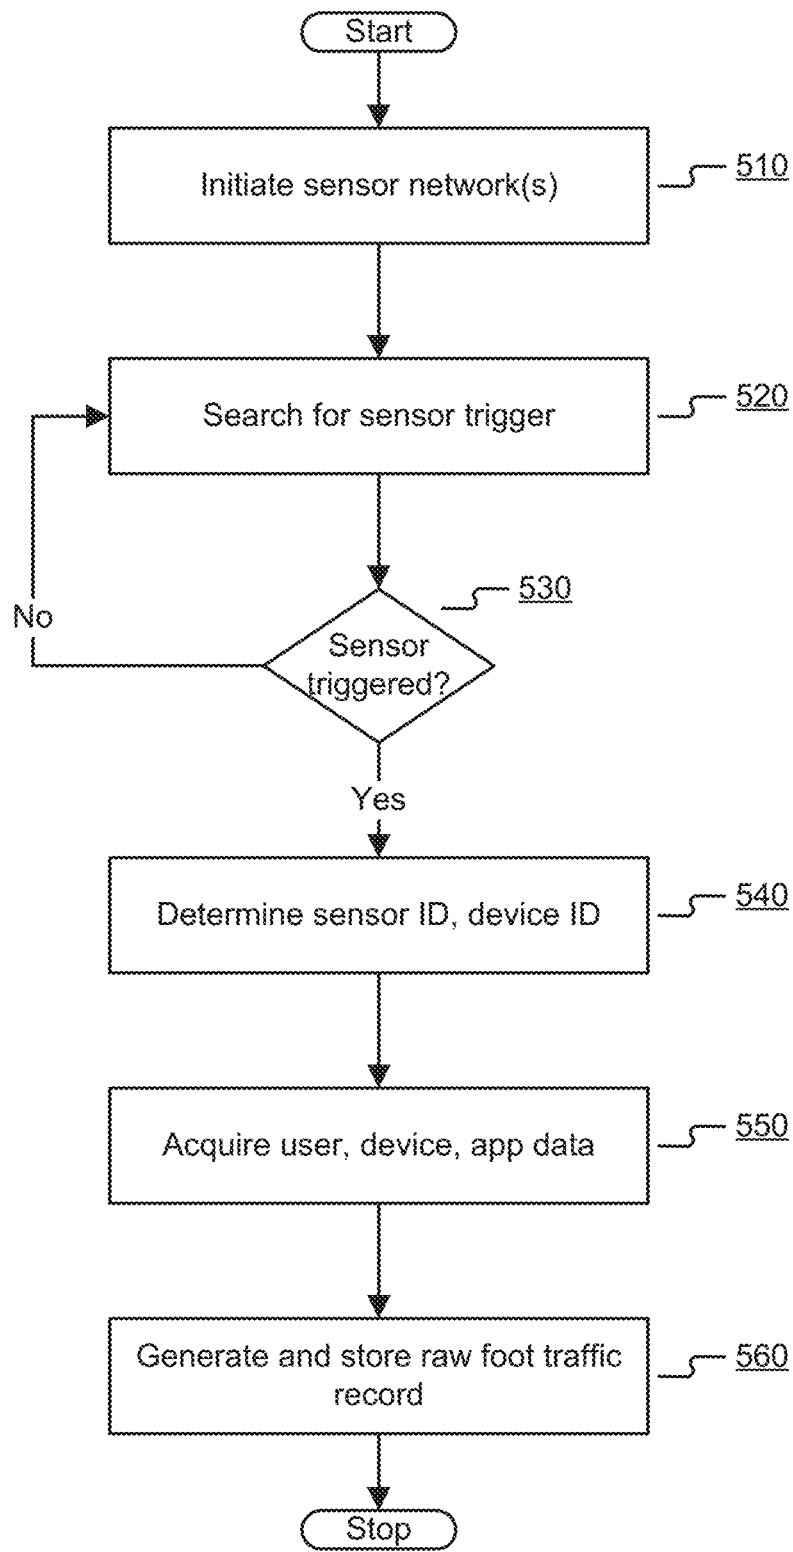 Start
Initiate sensor network(s)
510
Search for sensor trigger
520
530
No
Sensor
triggered?
Yes
Determine sensor ID, device ID
540
Acquire user, device, app data
550
Generate and store raw foot traffic
record
560
Stop